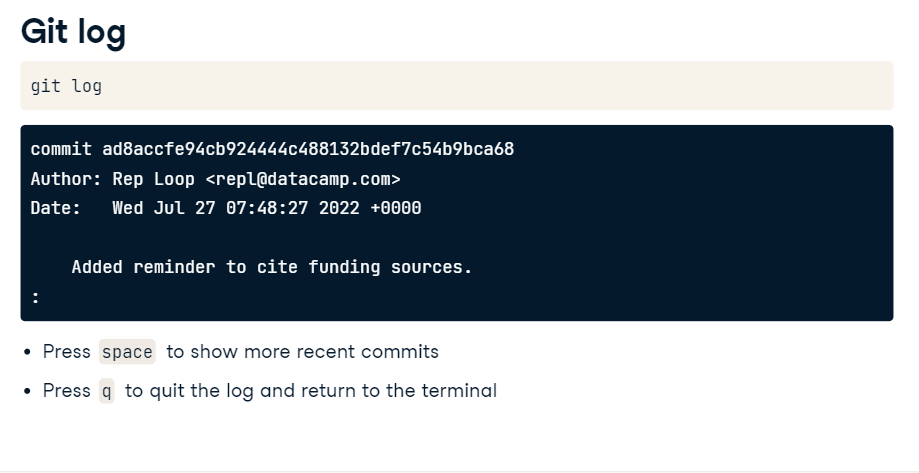 Git log
git log
commit ad8accfe94cb924444c488132bdef7c54b9bca68
Author: Rep Loop <repl@datacamp.com>
Date:   Wed Jul 27 07:48:27 2022 +0000
    Added reminder to cite funding sources.
:
• Press space to show more recent commits
• Press q to quit the log and return to the terminal